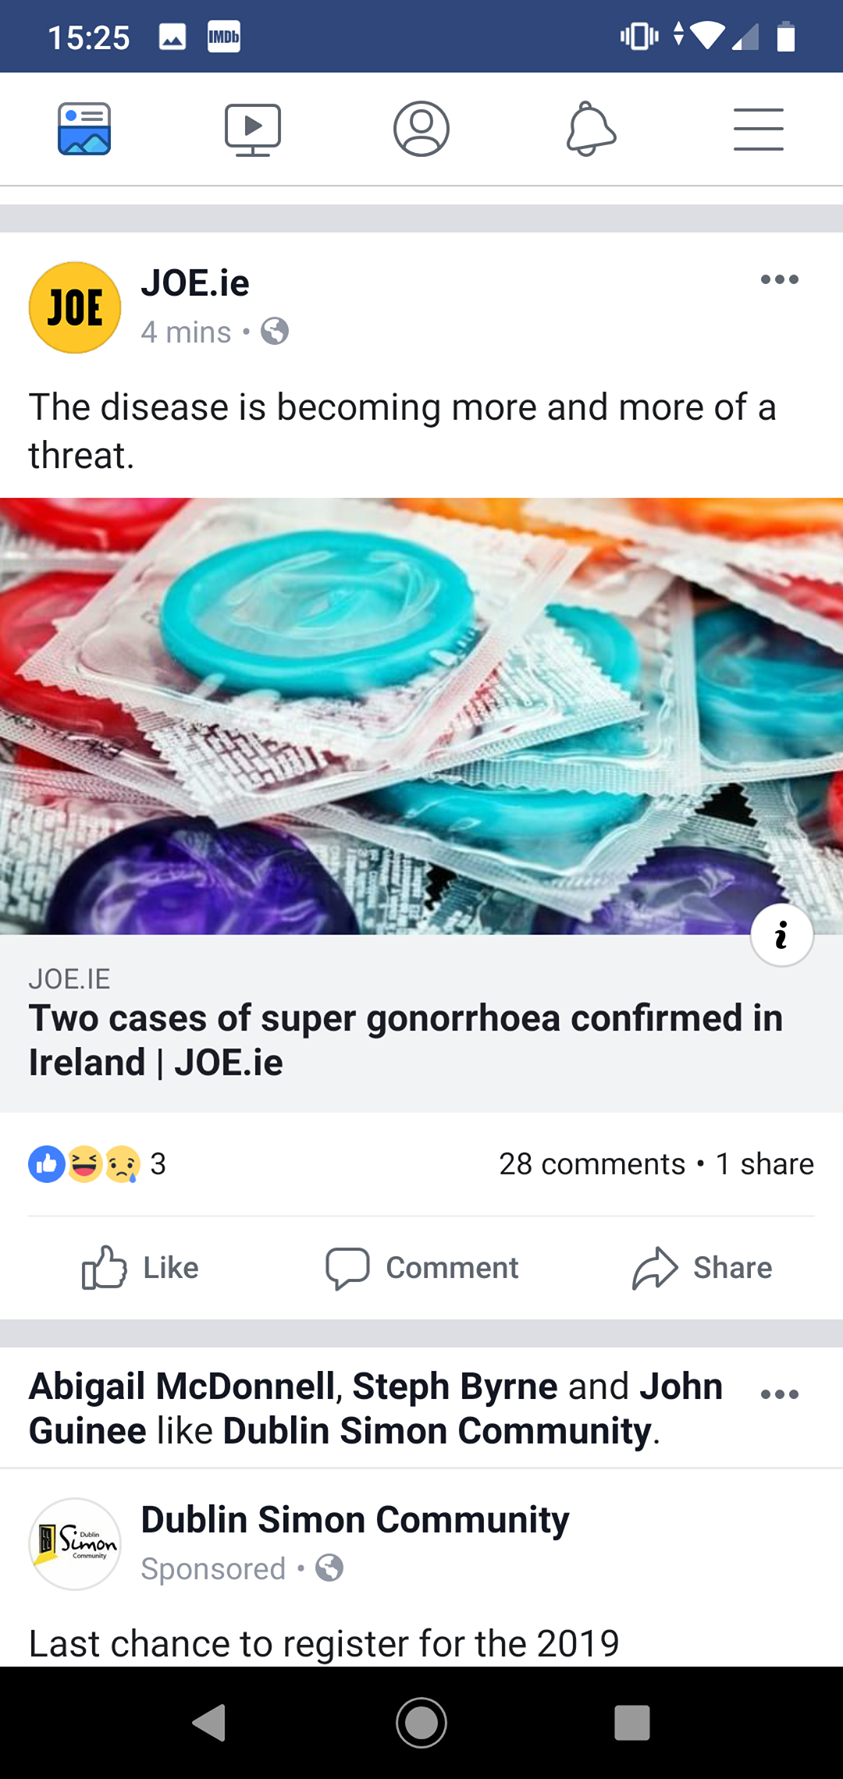 15:25 IMDb
JOE
JOE.ie
4 mins •
The disease is becoming more and more of a
threat.
i
JOE.IE
Two cases of super gonorrhoea confirmed in
Ireland | JOE.ie
3 28 comments • 1 share
Like Comment Share
Abigail McDonnell, Steph Byrne and John
Guinee like Dublin Simon Community.
Dublin
Simon
Community
Dublin Simon Community
Sponsored •
Last chance to register for the 2019